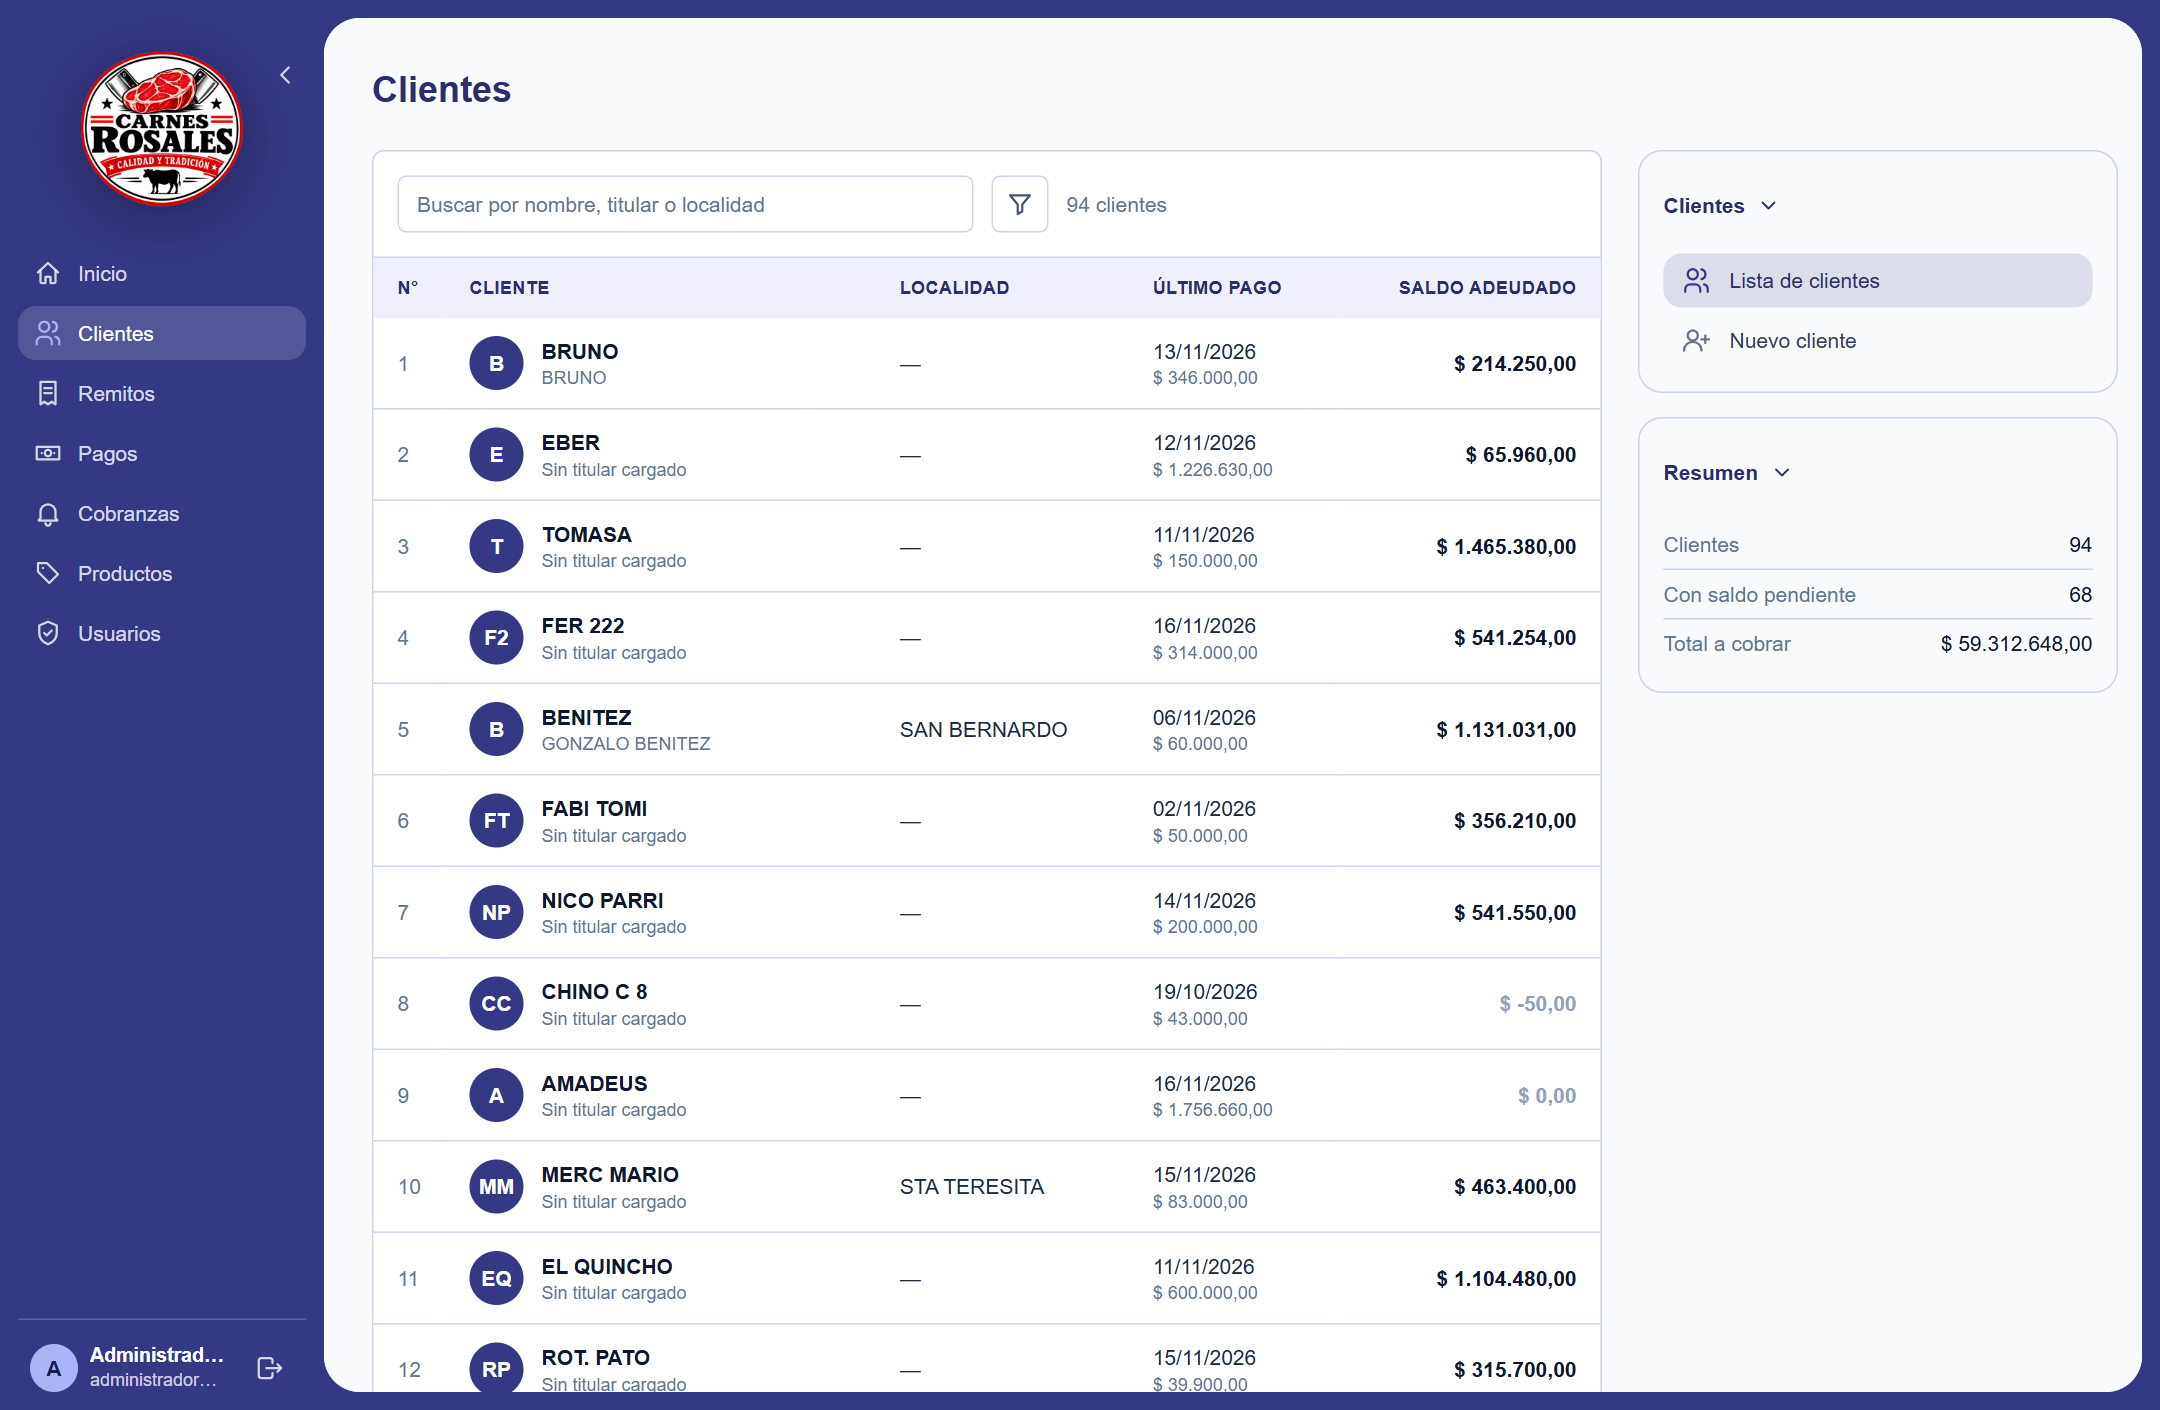 CARNES
ROSALES
CALIDAD Y TRADICIÓN
Inicio
Clientes
Remitos
Pagos
Cobranzas
Productos
Usuarios
A
Administrad...
administrador...
Clientes
Buscar por nombre, titular o localidad
94 clientes
N° CLIENTE LOCALIDAD ÚLTIMO PAGO SALDO ADEUDADO
1 B BRUNO — 13/11/2026 $ 214.250,00
BRUNO $ 346.000,00
2 E EBER — 12/11/2026 $ 65.960,00
Sin titular cargado $ 1.226.630,00
3 T TOMASA — 11/11/2026 $ 1.465.380,00
Sin titular cargado $ 150.000,00
4 F2 FER 222 — 16/11/2026 $ 541.254,00
Sin titular cargado $ 314.000,00
5 B BENITEZ SAN BERNARDO 06/11/2026 $ 1.131.031,00
GONZALO BENITEZ $ 60.000,00
6 FT FABI TOMI — 02/11/2026 $ 356.210,00
Sin titular cargado $ 50.000,00
7 NP NICO PARRI — 14/11/2026 $ 541.550,00
Sin titular cargado $ 200.000,00
8 CC CHINO C 8 — 19/10/2026 $ -50,00
Sin titular cargado $ 43.000,00
9 A AMADEUS — 16/11/2026 $ 0,00
Sin titular cargado $ 1.756.660,00
10 MM MERC MARIO STA TERESITA 15/11/2026 $ 463.400,00
Sin titular cargado $ 83.000,00
11 EQ EL QUINCHO — 11/11/2026 $ 1.104.480,00
Sin titular cargado $ 600.000,00
12 RP ROT. PATO — 15/11/2026 $ 315.700,00
Sin titular cargado $ 39.900,00
Clientes
Lista de clientes
Nuevo cliente
Resumen
Clientes 94
Con saldo pendiente 68
Total a cobrar $ 59.312.648,00